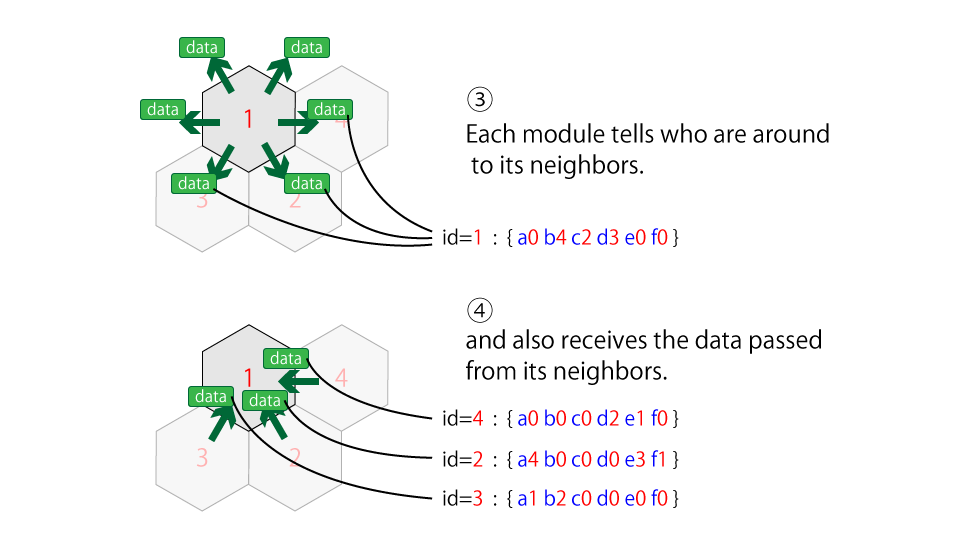 data data
data 1 data 4
data data
3 2
③
Each module tells who are around
to its neighbors.
id=1 : { a0 b4 c2 d3 e0 f0 }
④
and also receives the data passed
from its neighbors.
data
1 4
data data
3 2
id=4 : { a0 b0 c0 d2 e1 f0 }
id=2 : { a4 b0 c0 d0 e3 f1 }
id=3 : { a1 b2 c0 d0 e0 f0 }